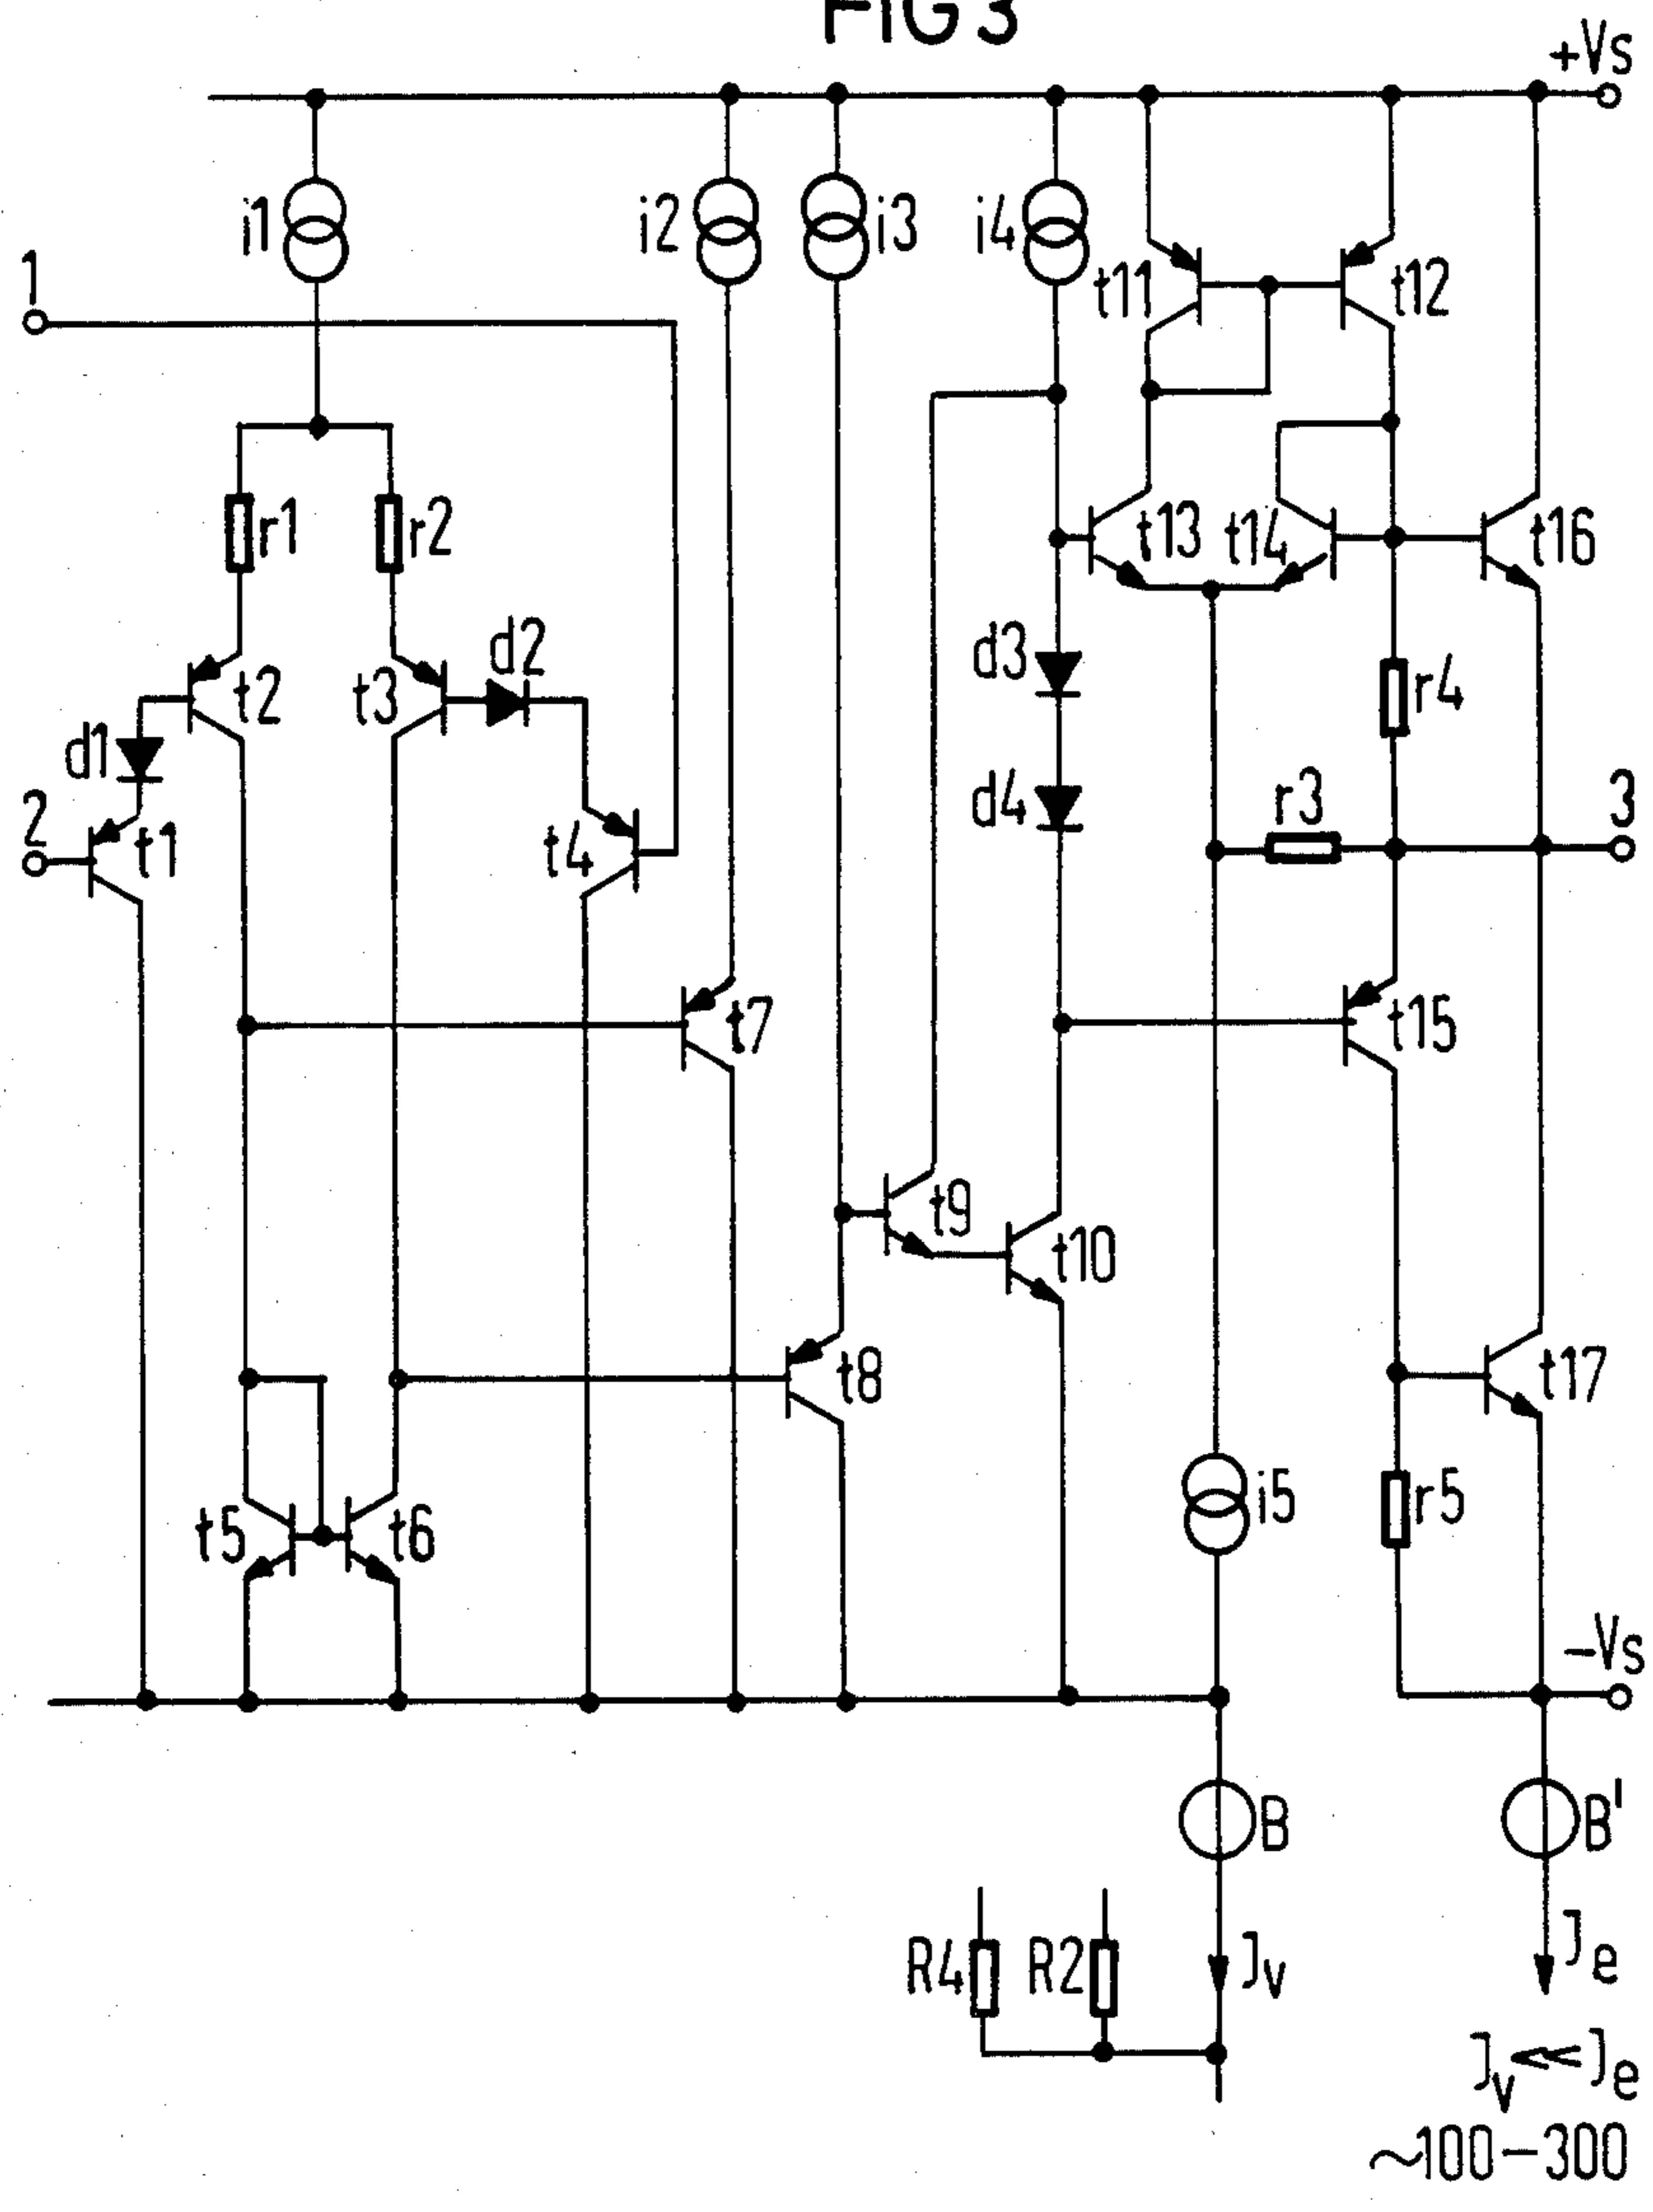 FIG 3
+Vs
i1
i2
i3
i4
t11
t12
1
r1
r2
t13
t14
t16
d2
d3
r4
t2
t3
d1
d4
r3
3
2
t1
t4
t7
t15
t9
t10
t8
t17
i5
r5
t5
t6
-Vs
B
B'
R4
R2
Jv
Je
Jv<<Je
~100-300